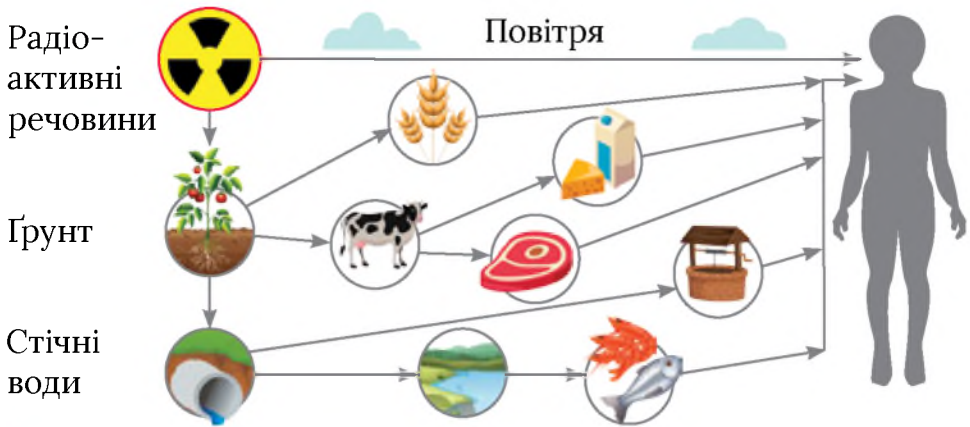 Радіо-
активні
речовини
Повітря
Ґрунт
Стічні
води